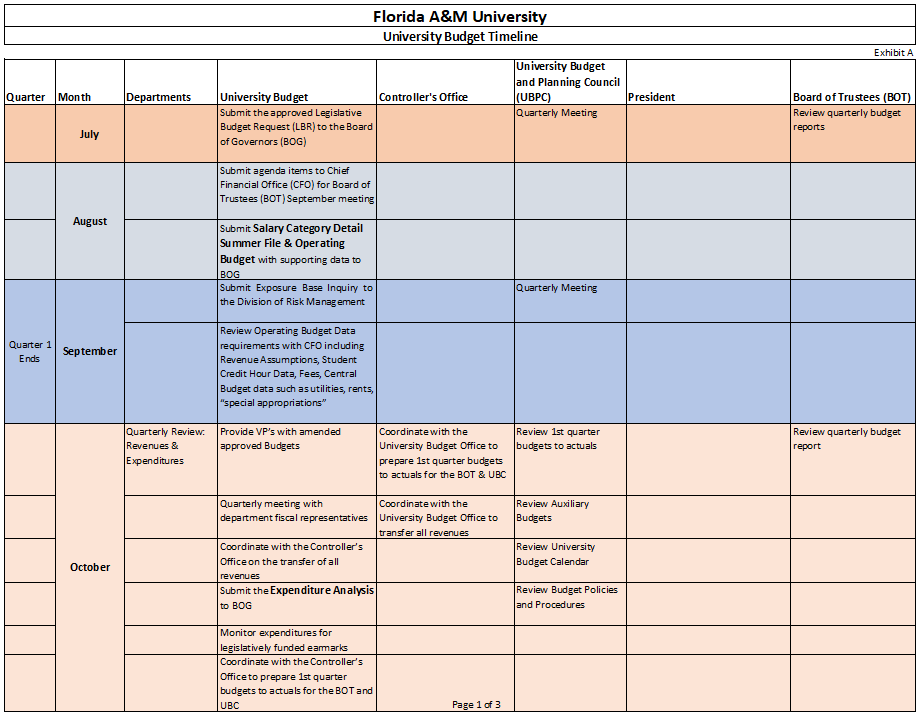 Florida A&M University
University Budget Timeline
Exhibit A
Quarter
Month
Departments
University Budget
Controller's Office
University Budget
and Planning Council
(UBPC)
President
Board of Trustees (BOT)
July
Submit the approved Legislative
Budget Request (LBR) to the Board
of Governors (BOG)
Quarterly Meeting
Review quarterly budget
reports
August
Submit agenda items to Chief
Financial Office (CFO) for Board of
Trustees (BOT) September meeting
Submit Salary Category Detail
Summer File & Operating
Budget with supporting data to
BOG
Quarter 1
Ends
September
Submit Exposure Base Inquiry to
the Division of Risk Management
Quarterly Meeting
Review Operating Budget Data
requirements with CFO including
Revenue Assumptions, Student
Credit Hour Data, Fees, Central
Budget data such as utilities, rents,
“special appropriations”
October
Quarterly Review:
Revenues &
Expenditures
Provide VP’s with amended
approved Budgets
Coordinate with the
University Budget Office to
prepare 1st quarter budgets
to actuals for the BOT & UBC
Review 1st quarter
budgets to actuals
Review quarterly budget
report
Quarterly meeting with
department fiscal representatives
Coordinate with the
University Budget Office to
transfer all revenues
Review Auxiliary
Budgets
Coordinate with the Controller’s
Office on the transfer of all
revenues
Review University
Budget Calendar
Submit the Expenditure Analysis
to BOG
Review Budget Policies
and Procedures
Monitor expenditures for
legislatively funded earmarks
Coordinate with the Controller’s
Office to prepare 1st quarter
budgets to actuals for the BOT and
UBC
Page 1 of 3